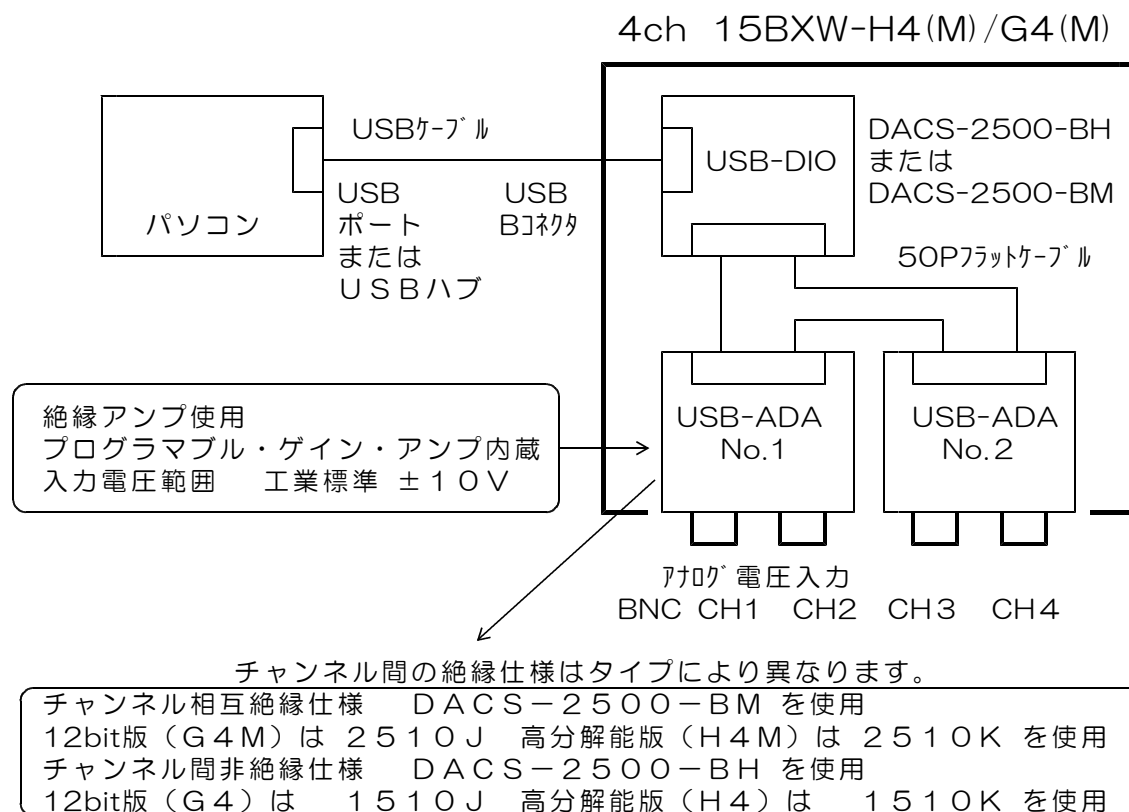 4ch 15BXW-H4(M)/G4(M)
USBｹｰﾌﾞﾙ
DACS-2500-BH
または
DACS-2500-BM
USB-DIO
パソコン
USB
ポート
または
ＵＳＢハブ
USB
Bｺﾈｸﾀ
50Pﾌﾗｯﾄｹｰﾌﾞﾙ
絶縁アンプ使用
プログラマブル・ゲイン・アンプ内蔵
入力電圧範囲　工業標準 ±１０Ｖ
USB-ADA
No.1
USB-ADA
No.2
ｱﾅﾛｸﾞ電圧入力
BNC CH1 CH2 CH3 CH4
チャンネル間の絶縁仕様はタイプにより異なります。
チャンネル相互絶縁仕様　ＤＡＣＳ－２５００－ＢＭ を使用
12bit版（Ｇ４Ｍ）は ２５１０Ｊ　高分解能版（Ｈ４Ｍ）は ２５１０Ｋ を使用
チャンネル間非絶縁仕様　ＤＡＣＳ－２５００－ＢＨ を使用
12bit版（Ｇ４）は　１５１０Ｊ　高分解能版（Ｈ４）は　１５１０Ｋ を使用